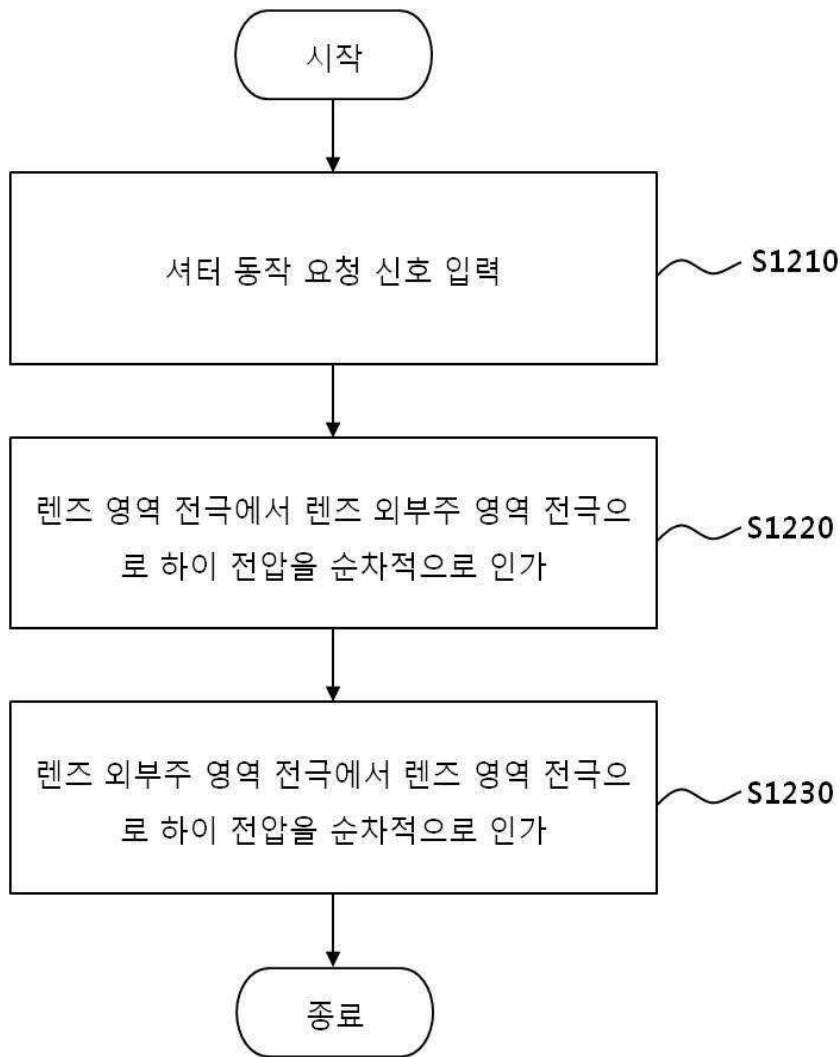 시작
셔터 동작 요청 신호 입력
S1210
렌즈 영역 전극에서 렌즈 외부주 영역 전극으
로 하이 전압을 순차적으로 인가
S1220
렌즈 외부주 영역 전극에서 렌즈 영역 전극으
로 하이 전압을 순차적으로 인가
S1230
종료